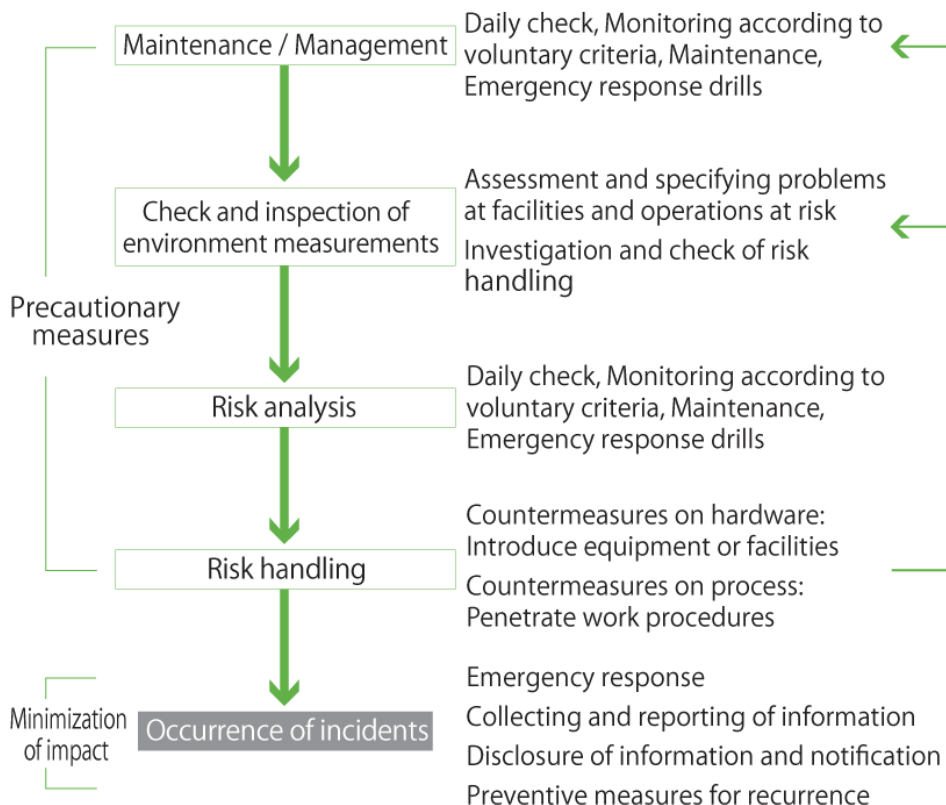 Maintenance / Management
Daily check, Monitoring according to
voluntary criteria, Maintenance,
Emergency response drills
Check and inspection of
environment measurements
Assessment and specifying problems
at facilities and operations at risk
Investigation and check of risk
handling
Precautionary
measures
Risk analysis
Daily check, Monitoring according to
voluntary criteria, Maintenance,
Emergency response drills
Risk handling
Countermeasures on hardware:
Introduce equipment or facilities
Countermeasures on process:
Penetrate work procedures
Minimization
of impact
Occurrence of incidents
Emergency response
Collecting and reporting of information
Disclosure of information and notification
Preventive measures for recurrence